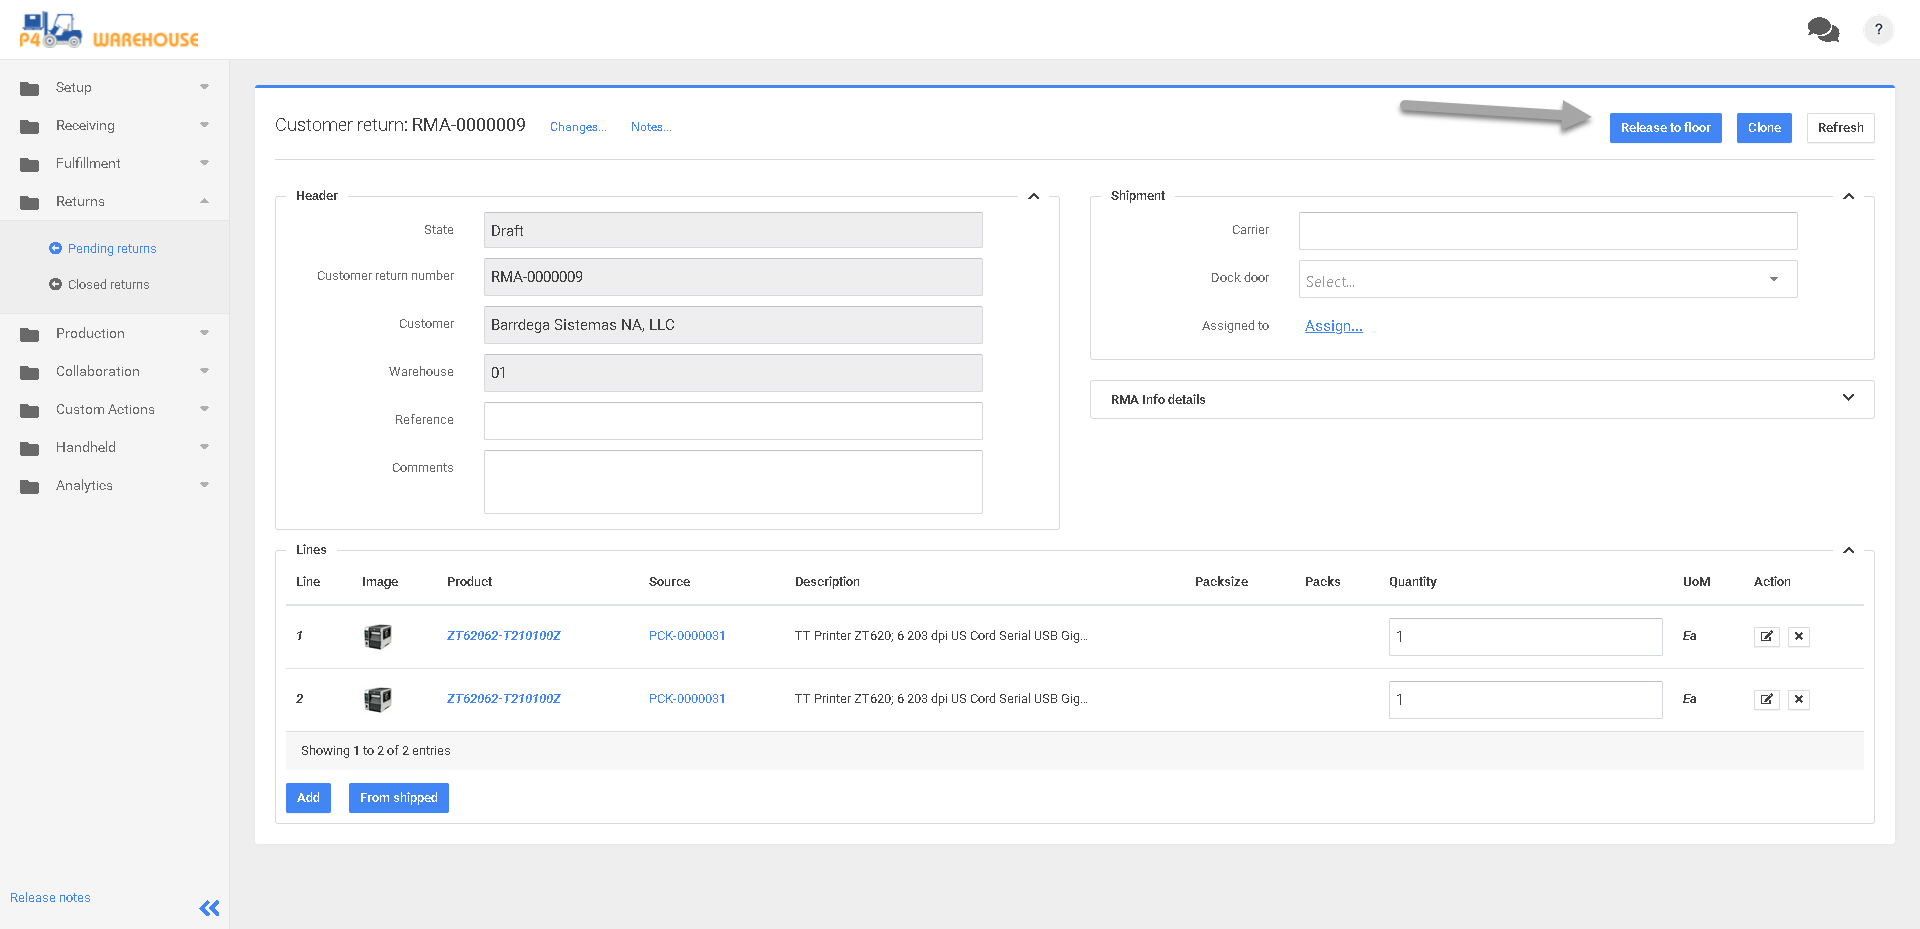 P4 WAREHOUSE
?
Setup
Receiving
Fulfillment
Returns
Pending returns
Closed returns
Production
Collaboration
Custom Actions
Handheld
Analytics
Release notes
Customer return: RMA-0000009 Changes... Notes...
Release to floor Clone Refresh
Header
State Draft
Customer return number RMA-0000009
Customer Barrdega Sistemas NA, LLC
Warehouse 01
Reference
Comments
Shipment
Carrier
Dock door Select...
Assigned to Assign...
RMA Info details
Lines
Line Image Product Source Description Packsize Packs Quantity UoM Action
1 ZT62062-T210100Z PCK-0000031 TT Printer ZT620; 6 203 dpi US Cord Serial USB Gig... 1 Ea
2 ZT62062-T210100Z PCK-0000031 TT Printer ZT620; 6 203 dpi US Cord Serial USB Gig... 1 Ea
Showing 1 to 2 of 2 entries
Add From shipped